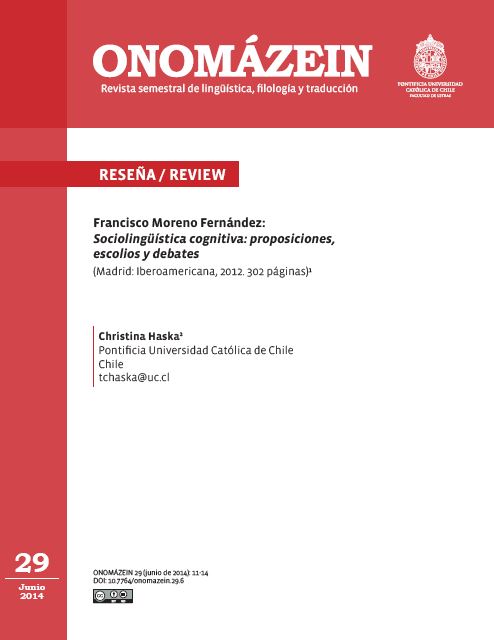 ONOMÁZEIN
Revista semestral de lingüística, filología y traducción
PONTIFICIA UNIVERSIDAD
CATÓLICA DE CHILE
FACULTAD DE LETRAS
RESEÑA / REVIEW
Francisco Moreno Fernández:
Sociolingüística cognitiva: proposiciones,
escolios y debates
(Madrid: Iberoamericana, 2012. 302 páginas)¹
Christina Haska²
Pontificia Universidad Católica de Chile
Chile
tchaska@uc.cl
29
Junio
2014
ONOMÁZEIN 29 (junio de 2014): 11-14
DOI: 10.7764/onomazein.29.6